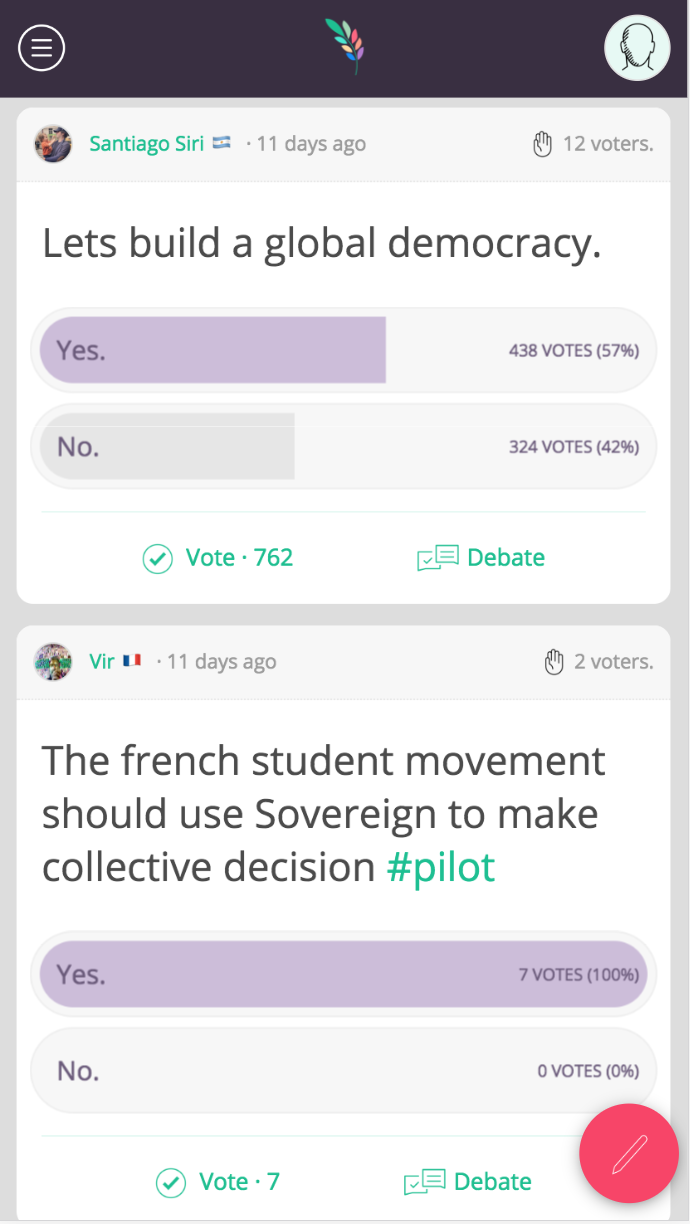 Santiago Siri · 11 days ago 12 voters.
Lets build a global democracy.
Yes. 438 VOTES (57%)
No. 324 VOTES (42%)
Vote · 762 Debate
Vir · 11 days ago 2 voters.
The french student movement
should use Sovereign to make
collective decision #pilot
Yes. 7 VOTES (100%)
No. 0 VOTES (0%)
Vote · 7 Debate